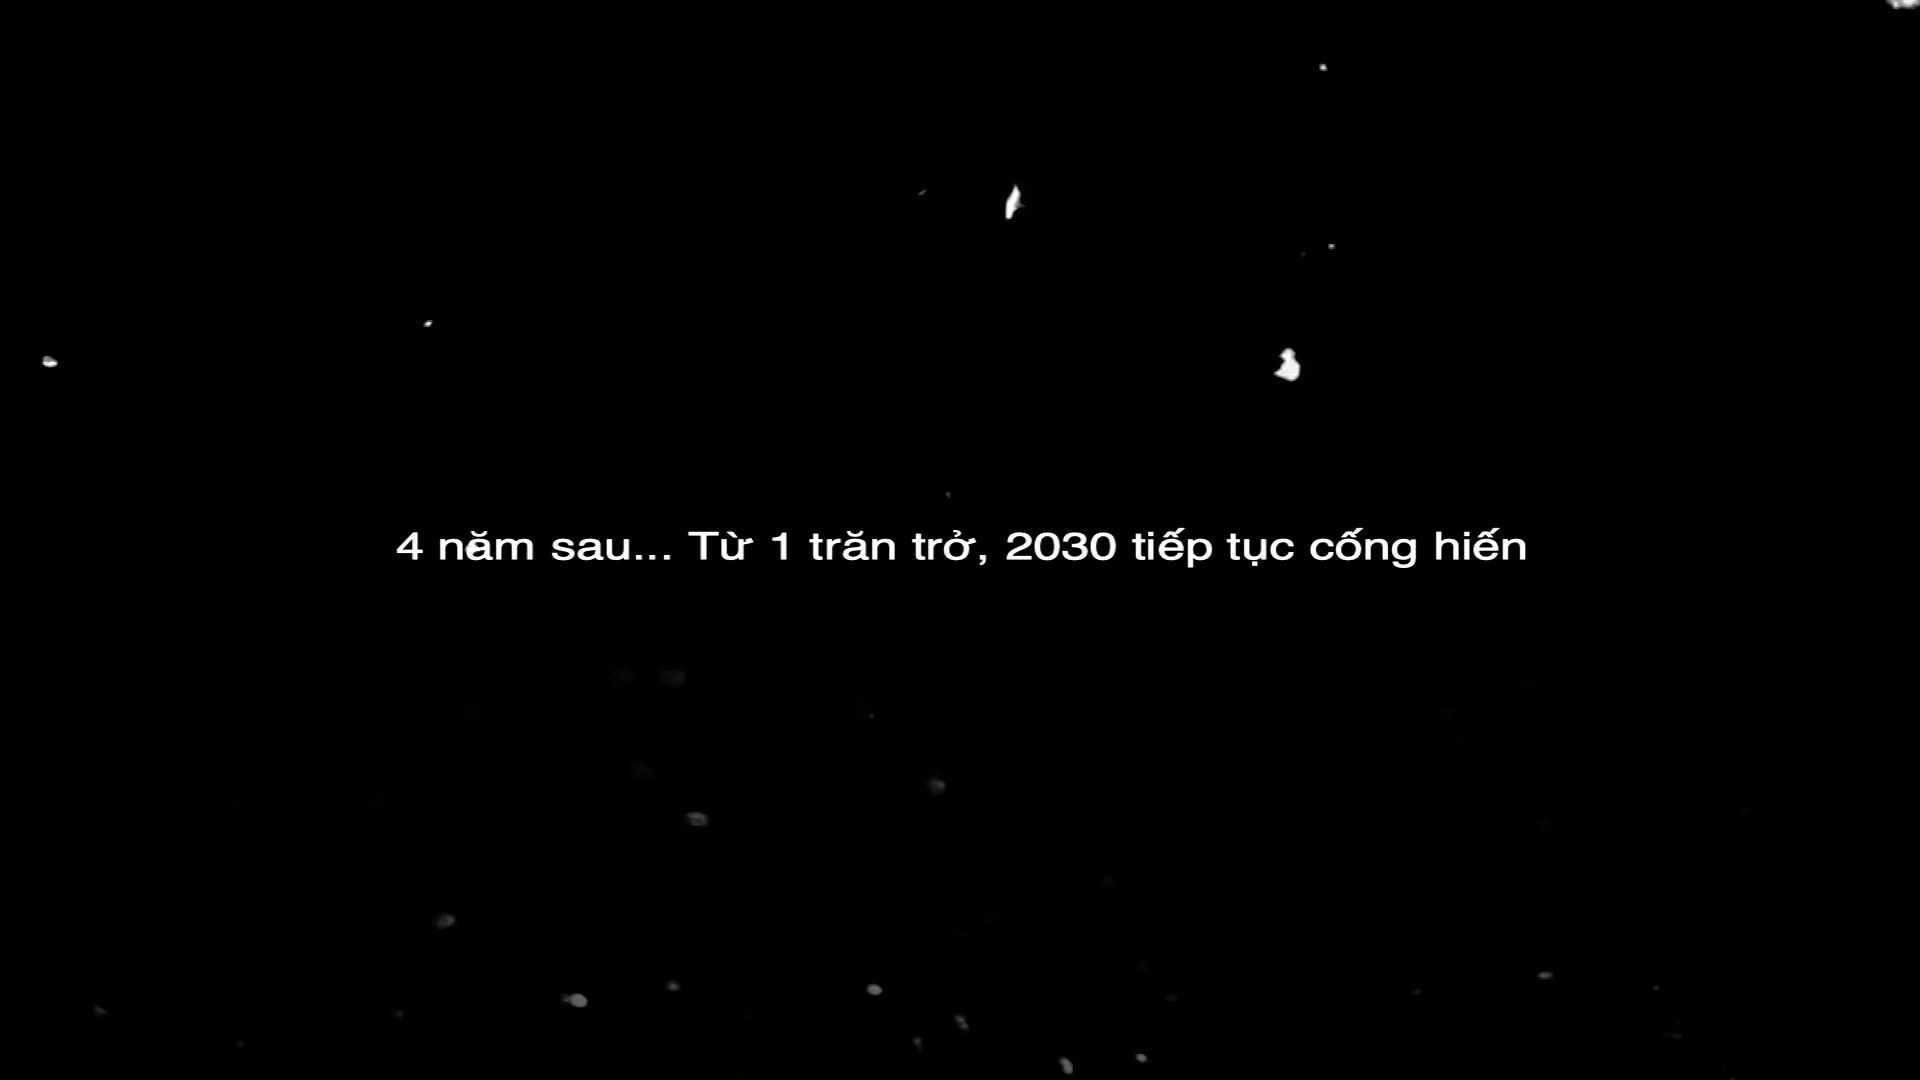 4 năm sau... Từ 1 trăn trở, 2030 tiếp tục cống hiến